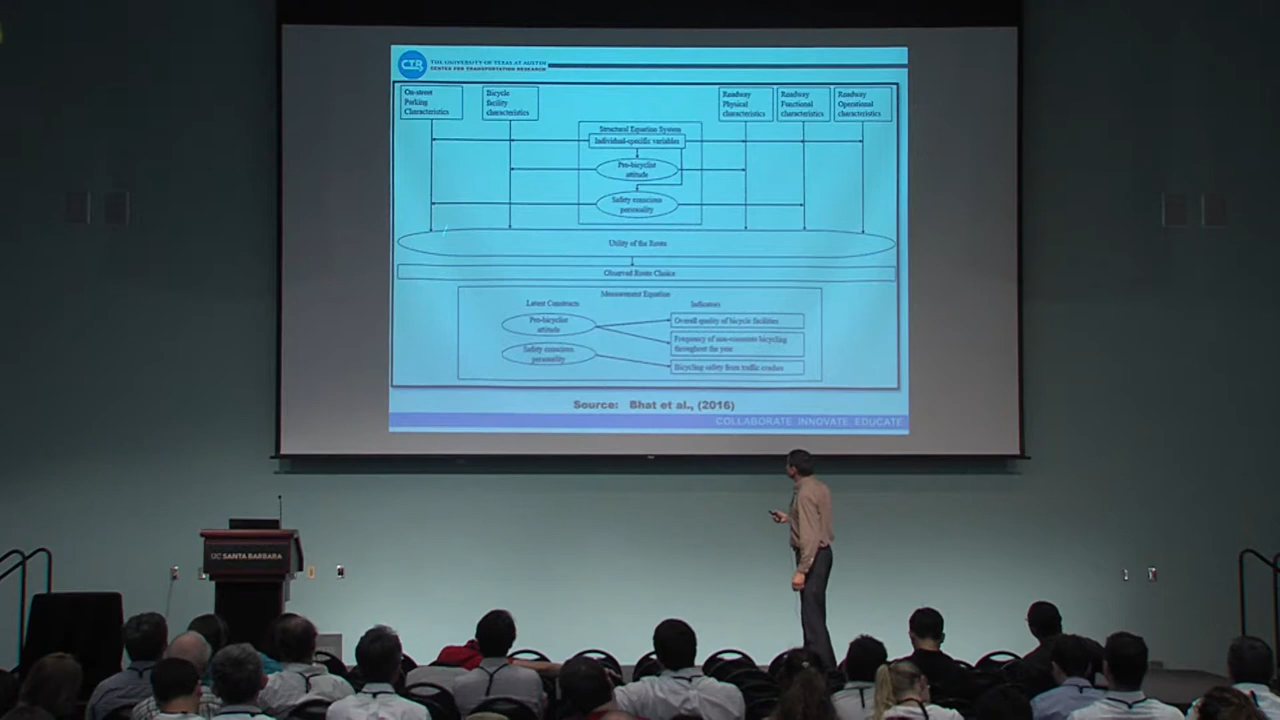 CTR
THE UNIVERSITY OF TEXAS AT AUSTIN
CENTER FOR TRANSPORTATION RESEARCH
On-street
Parking
Characteristics
Bicycle
facility
characteristics
Roadway
Physical
characteristics
Roadway
Functional
characteristics
Roadway
Operational
characteristics
Structural Equation System
Individual-specific variables
Pro-bicyclist
attitude
Safety conscious
personality
Utility of the Route
Observed Route Choice
Measurement Equation
Latent Constructs
Indicators
Pro-bicyclist
attitude
Safety conscious
personality
Overall quality of bicycle facilities
Frequency of non-commute bicycling
throughout the year
Bicycling safety from traffic crashes
Source: Bhat et al., (2016)
COLLABORATE. INNOVATE. EDUCATE.
UC SANTA BARBARA